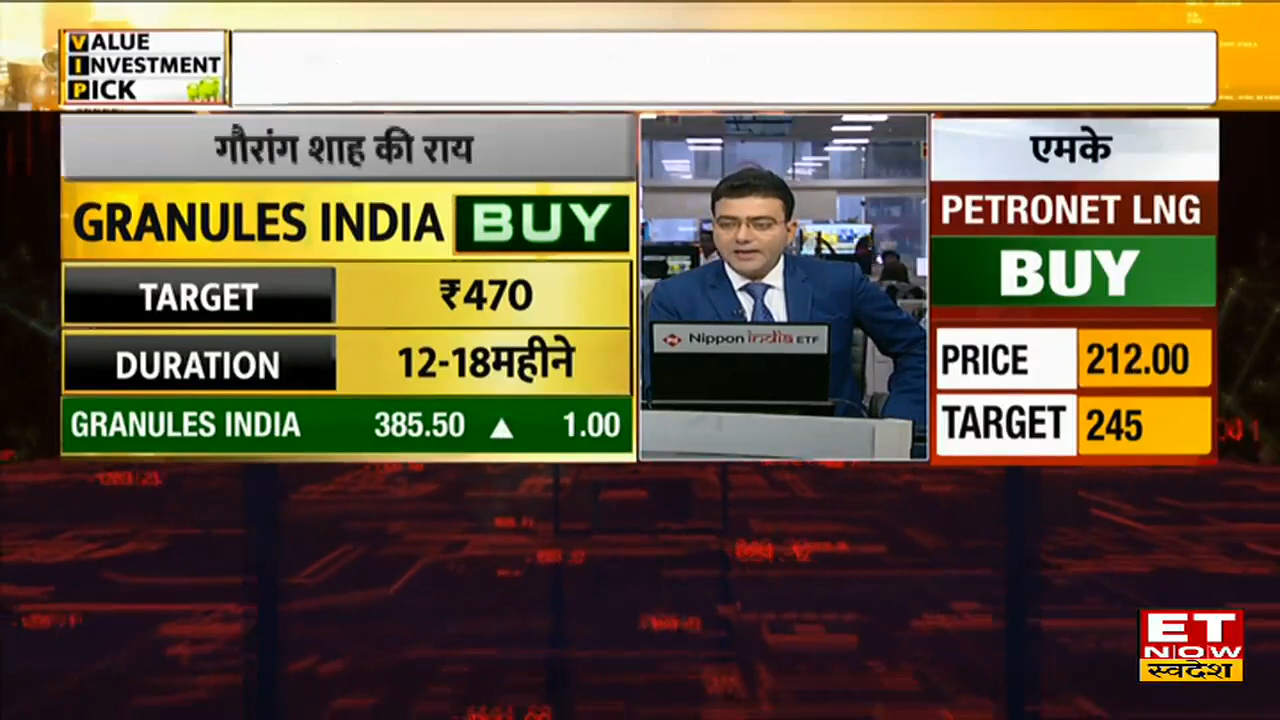 VALUE
INVESTMENT
PICK
गौरांग शाह की राय
GRANULES INDIA BUY
TARGET ₹470
DURATION 12-18महीने
GRANULES INDIA 385.50 ▲ 1.00
Nippon india ETF
एमके
PETRONET LNG
BUY
PRICE 212.00
TARGET 245
ET
NOW
स्वदेश